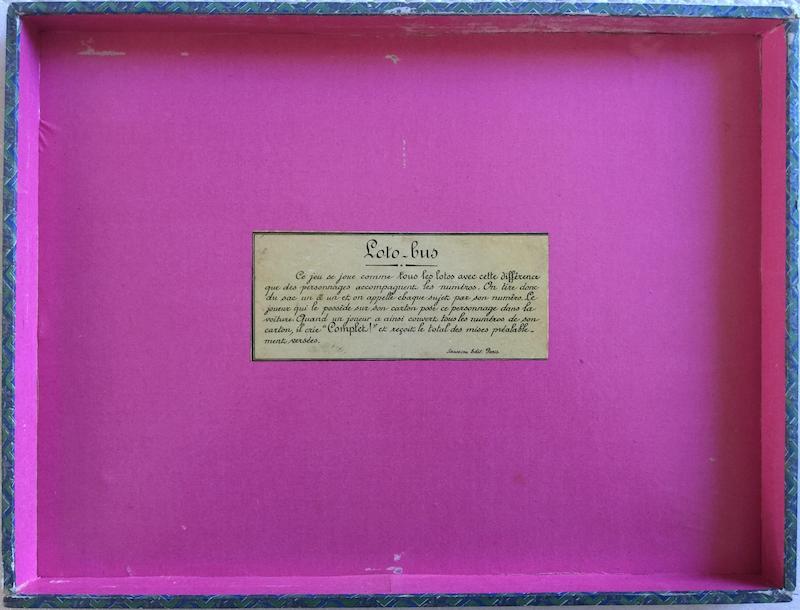 Loto-bus
Ce jeu se joue comme tous les lotos avec cette différence
que des personnages accompagnent les numéros. On tire donc
du sac un à un et on appelle chaque sujet par son numéro. Le
joueur qui le possède sur son carton pose ce personnage dans la
voiture. Quand un joueur a ainsi couvert tous les numéros de son
carton, il crie "Complet!" et reçoit le total des mises préalable-
ment versées.
Edit. Paris